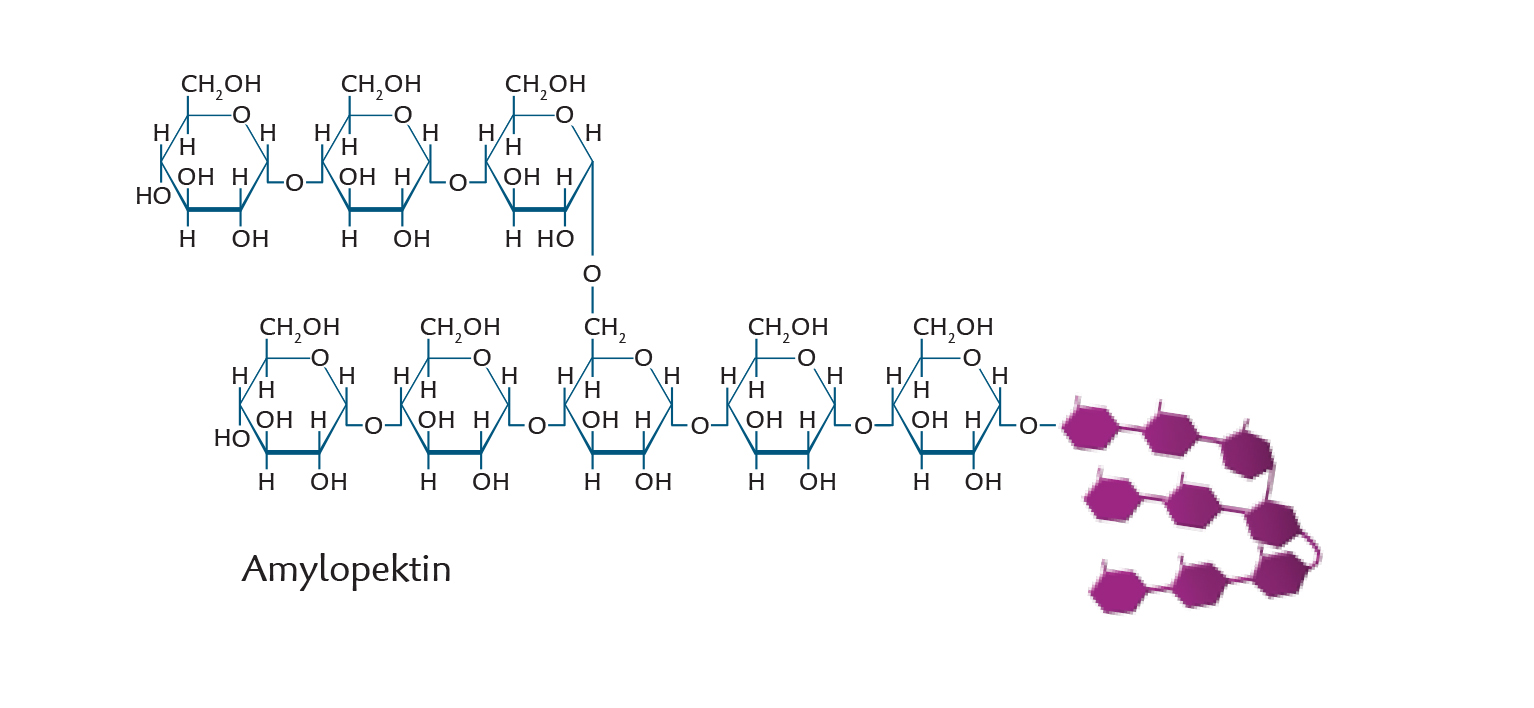 CH2OH CH2OH CH2OH
O O O
H H H H H H
H H H
OH H OH H OH H
HO O O
H OH H OH H HO
O
CH2OH CH2OH CH2 CH2OH CH2OH
O O O O O
H H H H H H H H H H
H H H H H
OH H OH H OH H OH H OH H
HO O O O O O
H OH H OH H OH H OH H OH
Amylopektin